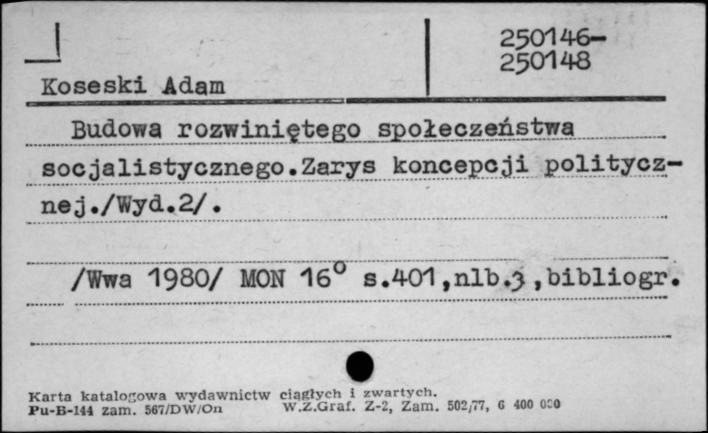 250146-
250148
Koseski Adam
Budowa rozwiniętego społeczeństwa
socjalistycznego.Zarys koncepcji politycz-
nej./Wyd.2/.
/Wwa 1980/ MON 16° s.401,nlb.3,bibliogr.
Karta katalogowa wydawnictw ciągłych i zwartych.
Pu-B-144 zam. 567/DW/On W.Z.Graf. Z-2, Zam. 502/77, 6 400 000